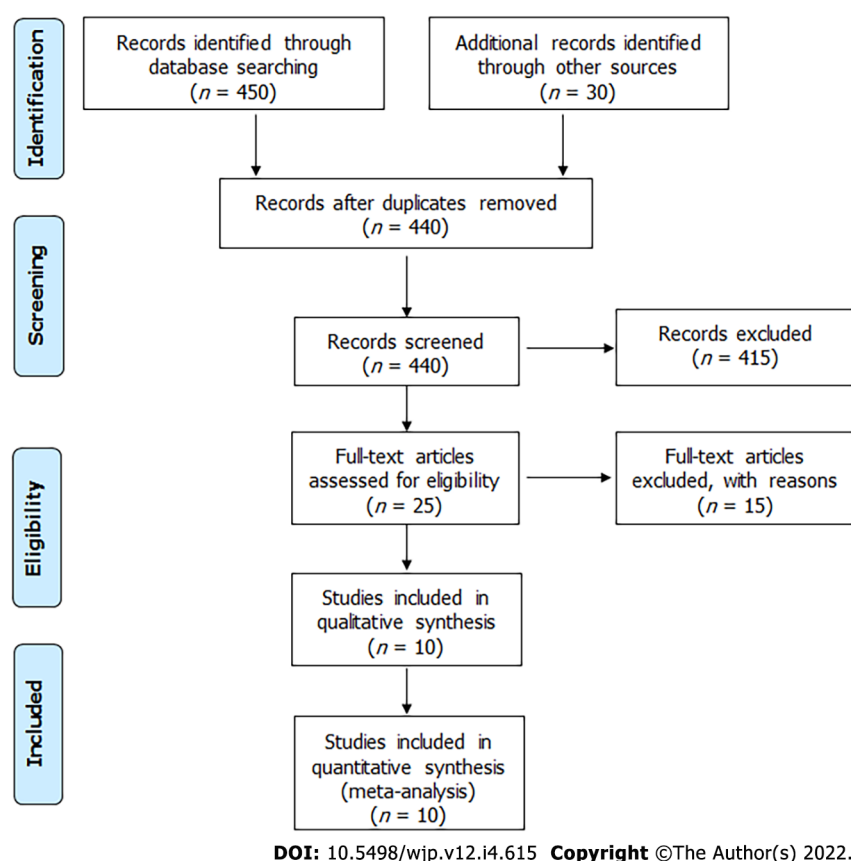 Identification
Records identified through
database searching
(n = 450)
Additional records identified
through other sources
(n = 30)
Records after duplicates removed
(n = 440)
Screening
Records screened
(n = 440)
Records excluded
(n = 415)
Eligibility
Full-text articles
assessed for eligibility
(n = 25)
Full-text articles
excluded, with reasons
(n = 15)
Studies included in
qualitative synthesis
(n = 10)
Included
Studies included in
quantitative synthesis
(meta-analysis)
(n = 10)
DOI: 10.5498/wjp.v12.i4.615 Copyright ©The Author(s) 2022.